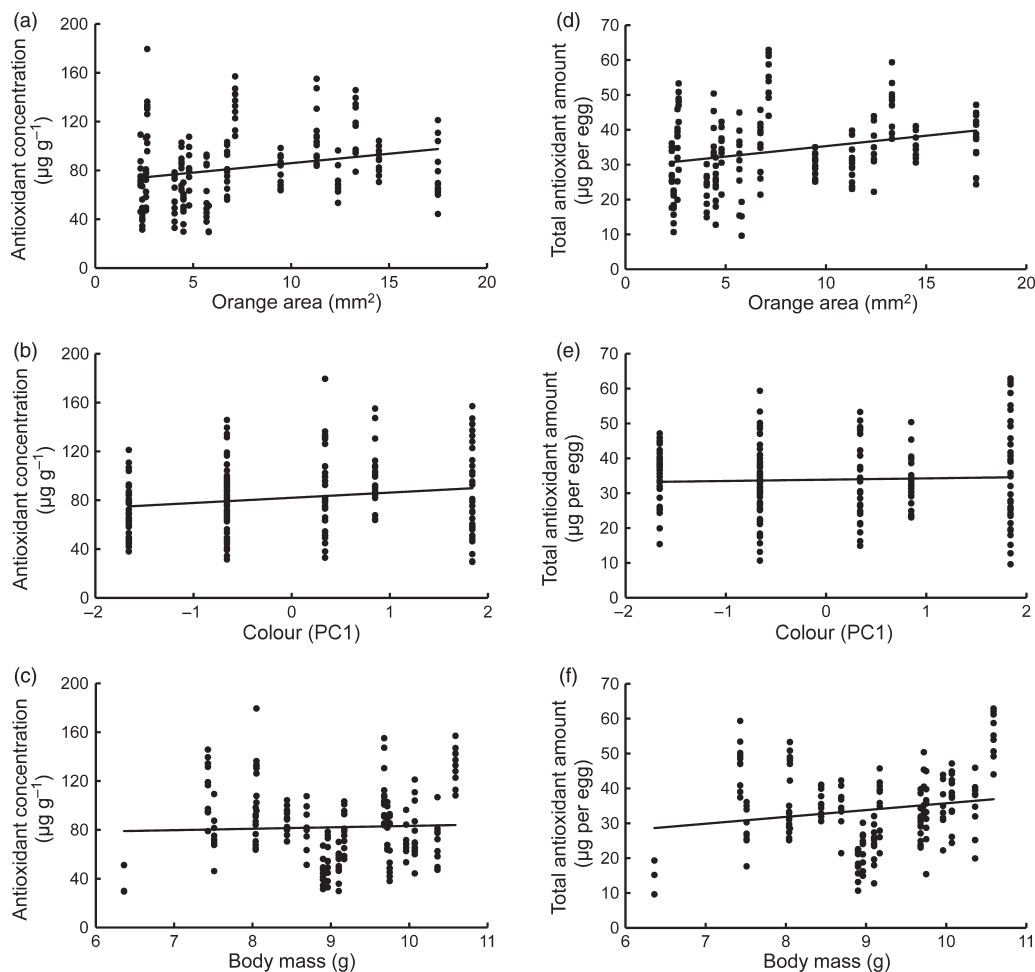 (a)
200
160
120
80
40
0
Antioxidant concentration
(µg g⁻¹)
0 5 10 15 20
Orange area (mm²)
(d)
70
60
50
40
30
20
10
0
Total antioxidant amount
(µg per egg)
0 5 10 15 20
Orange area (mm²)
(b)
200
160
120
80
40
0
Antioxidant concentration
(µg g⁻¹)
–2 –1 0 1 2
Colour (PC1)
(e)
70
60
50
40
30
20
10
0
Total antioxidant amount
(µg per egg)
–2 –1 0 1 2
Colour (PC1)
(c)
200
160
120
80
40
0
Antioxidant concentration
(µg g⁻¹)
6 7 8 9 10 11
Body mass (g)
(f)
70
60
50
40
30
20
10
0
Total antioxidant amount
(µg per egg)
6 7 8 9 10 11
Body mass (g)